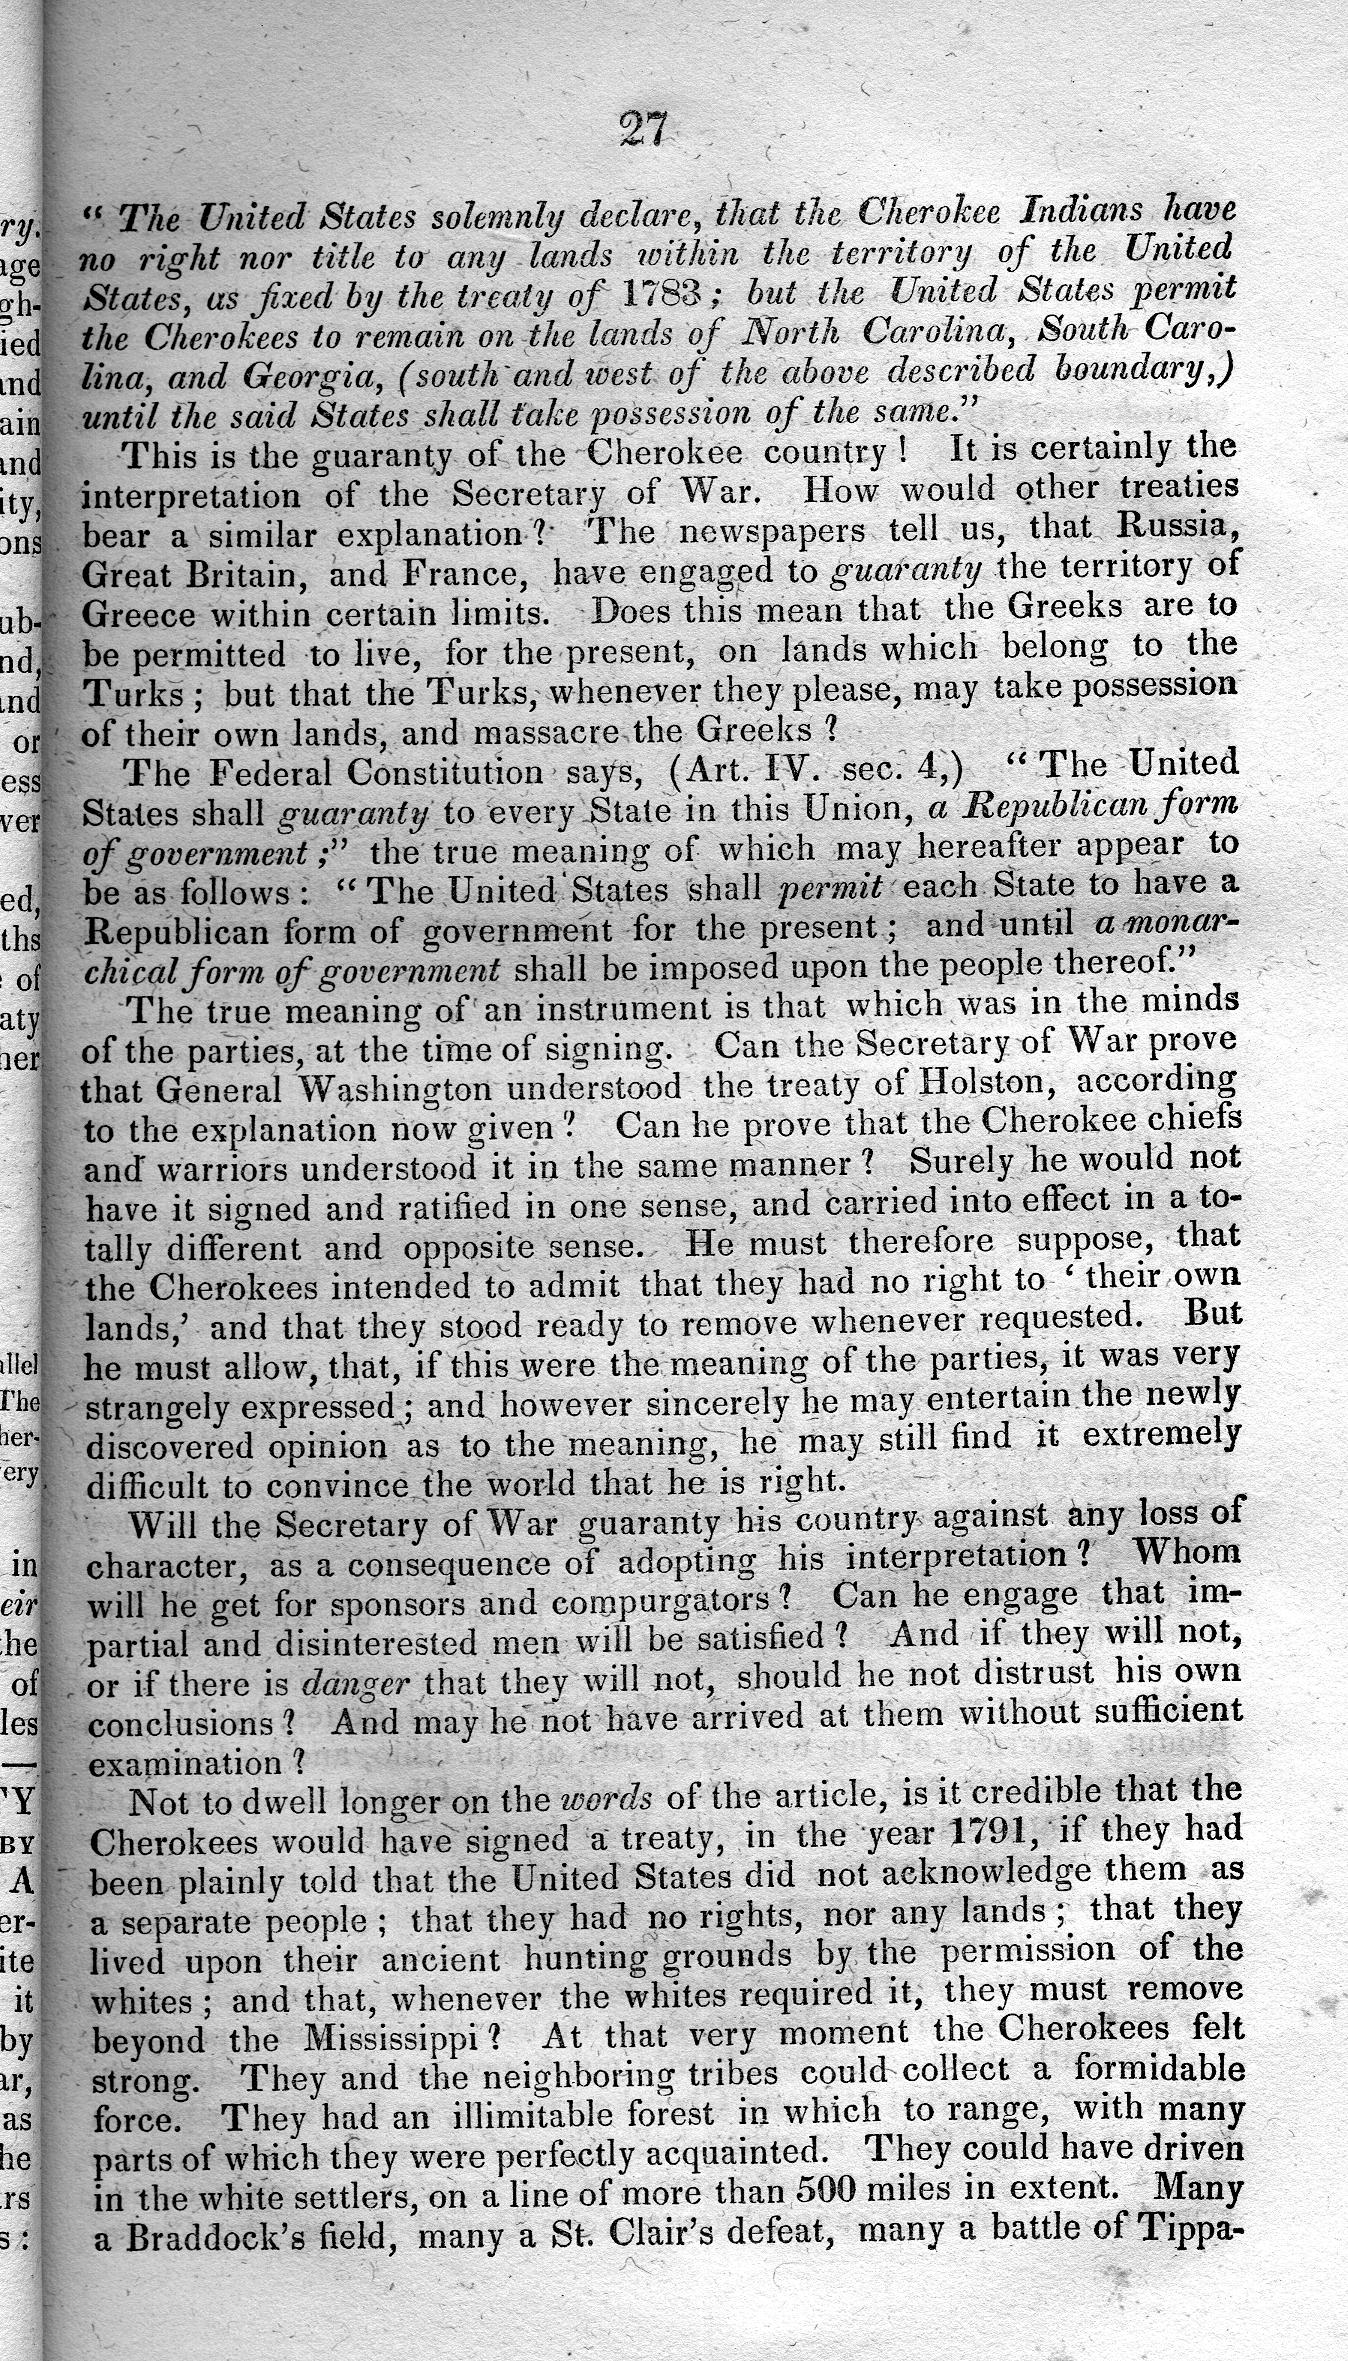 27
“ The United States solemnly declare, that the Cherokee Indians have
no right nor title to any lands within the territory of the United
States, as fixed by the treaty of 1783 ; but the United States permit
the Cherokees to remain on the lands of North Carolina, South Caro-
lina, and Georgia, (south and west of the above described boundary,)
until the said States shall take possession of the same.”
This is the guaranty of the Cherokee country ! It is certainly the
interpretation of the Secretary of War. How would other treaties
bear a similar explanation ? The newspapers tell us, that Russia,
Great Britain, and France, have engaged to guaranty the territory of
Greece within certain limits. Does this mean that the Greeks are to
be permitted to live, for the present, on lands which belong to the
Turks ; but that the Turks, whenever they please, may take possession
of their own lands, and massacre the Greeks ?
The Federal Constitution says, (Art. IV. sec. 4,) “ The United
States shall guaranty to every State in this Union, a Republican form
of government ;” the true meaning of which may hereafter appear to
be as follows : “ The United States shall permit each State to have a
Republican form of government for the present ; and until a monar-
chical form of government shall be imposed upon the people thereof.”
The true meaning of an instrument is that which was in the minds
of the parties, at the time of signing. Can the Secretary of War prove
that General Washington understood the treaty of Holston, according
to the explanation now given ? Can he prove that the Cherokee chiefs
and warriors understood it in the same manner ? Surely he would not
have it signed and ratified in one sense, and carried into effect in a to-
tally different and opposite sense. He must therefore suppose, that
the Cherokees intended to admit that they had no right to ‘ their own
lands,’ and that they stood ready to remove whenever requested. But
he must allow, that, if this were the meaning of the parties, it was very
strangely expressed ; and however sincerely he may entertain the newly
discovered opinion as to the meaning, he may still find it extremely
difficult to convince the world that he is right.
Will the Secretary of War guaranty his country against any loss of
character, as a consequence of adopting his interpretation ? Whom
will he get for sponsors and compurgators ? Can he engage that im-
partial and disinterested men will be satisfied ? And if they will not,
or if there is danger that they will not, should he not distrust his own
conclusions ? And may he not have arrived at them without sufficient
examination ?
Not to dwell longer on the words of the article, is it credible that the
Cherokees would have signed a treaty, in the year 1791, if they had
been plainly told that the United States did not acknowledge them as
a separate people ; that they had no rights, nor any lands ; that they
lived upon their ancient hunting grounds by the permission of the
whites ; and that, whenever the whites required it, they must remove
beyond the Mississippi ? At that very moment the Cherokees felt
strong. They and the neighboring tribes could collect a formidable
force. They had an illimitable forest in which to range, with many
parts of which they were perfectly acquainted. They could have driven
in the white settlers, on a line of more than 500 miles in extent. Many
a Braddock’s field, many a St. Clair’s defeat, many a battle of Tippa-